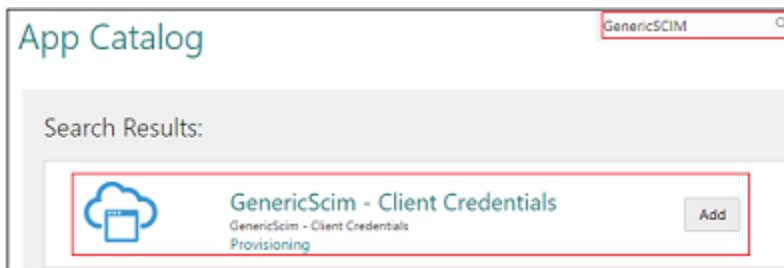 App Catalog
GenericSCIM
Search Results:
GenericScim - Client Credentials
GenericScim - Client Credentials
Provisioning
Add